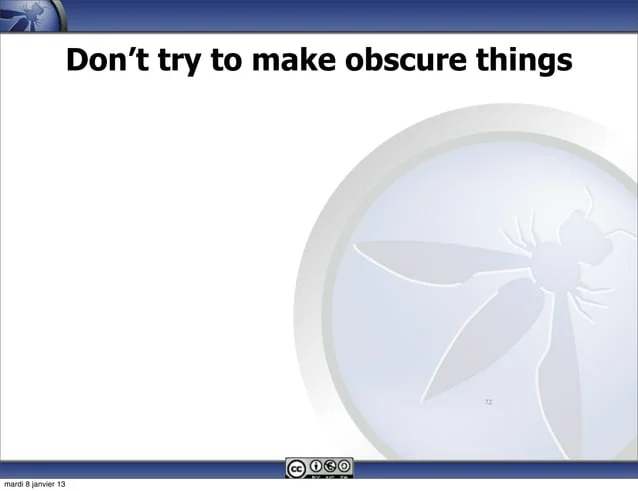 Don’t try to make obscure things
72
mardi 8 janvier 13